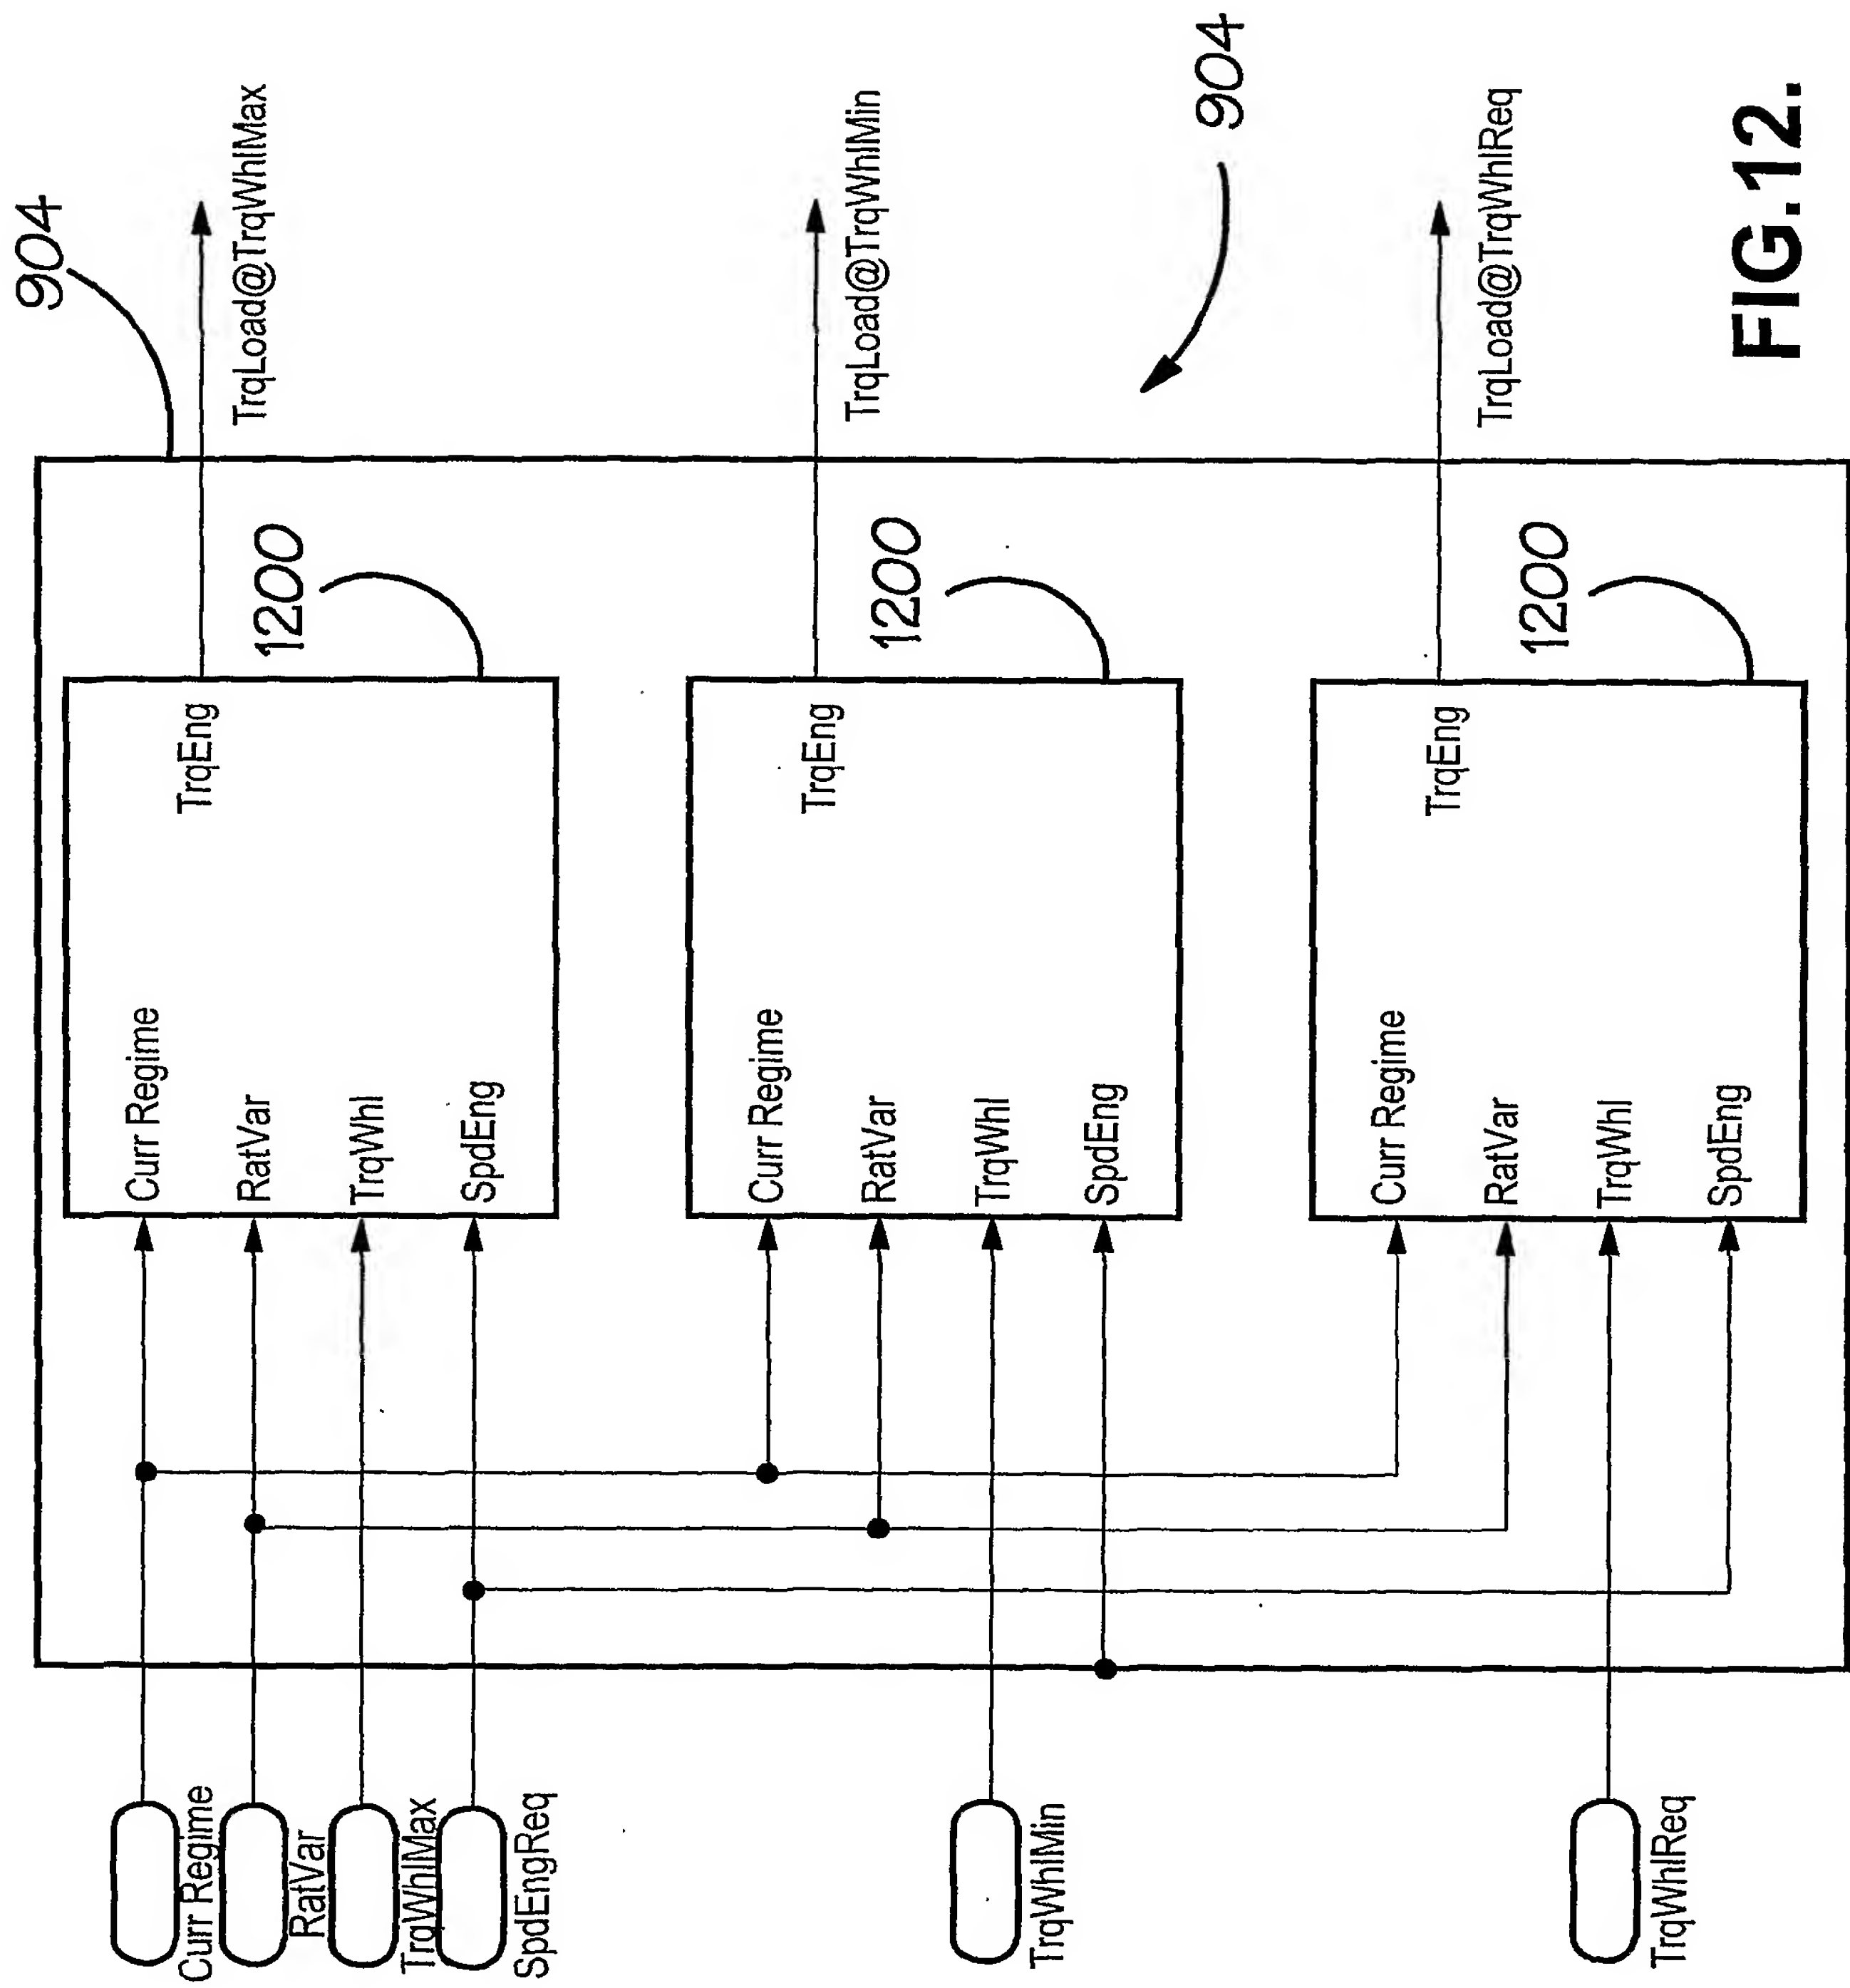 904
Curr Regime
RatVar
TrqWhlMax
SpdEngReq
Curr Regime
RatVar
TrqWhl
SpdEng
TrqEng
1200
TrqLoad@TrqWhlMax
TrqWhlMin
Curr Regime
RatVar
TrqWhl
SpdEng
TrqEng
1200
TrqLoad@TrqWhlMin
904
TrqWhlReq
Curr Regime
RatVar
TrqWhl
SpdEng
TrqEng
1200
TrqLoad@TrqWhlReq
FIG.12.